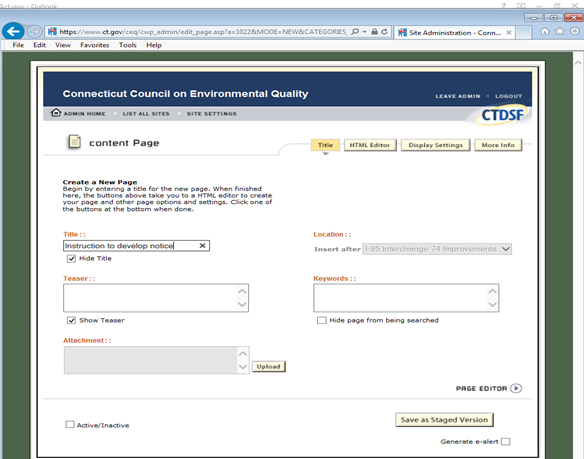 Act.gov - Outlook
https://www.ct.gov/ceq/cwp_admin/edit_page.asp?a=1022&MODE=NEW&CATEGORIES_
Site Administration - Conn...
File Edit View Favorites Tools Help
Connecticut Council on Environmental Quality
LEAVE ADMIN LOGOUT
ADMIN HOME LIST ALL SITES SITE SETTINGS
CTDSF
content Page
Title HTML Editor Display Settings More Info
Create a New Page
Begin by entering a title for the new page. When finished
here, the buttons above take you to a HTML editor to create
your page and other page options and settings. Click one of
the buttons at the bottom when done.
Title ::
Instruction to develop notice
Hide Title
Location ::
Insert after I-95 Interchange 74 Improvements
Teaser ::
Show Teaser
Keywords ::
Hide page from being searched
Attachment ::
Upload
PAGE EDITOR
Active/Inactive
Save as Staged Version
Generate e-alert